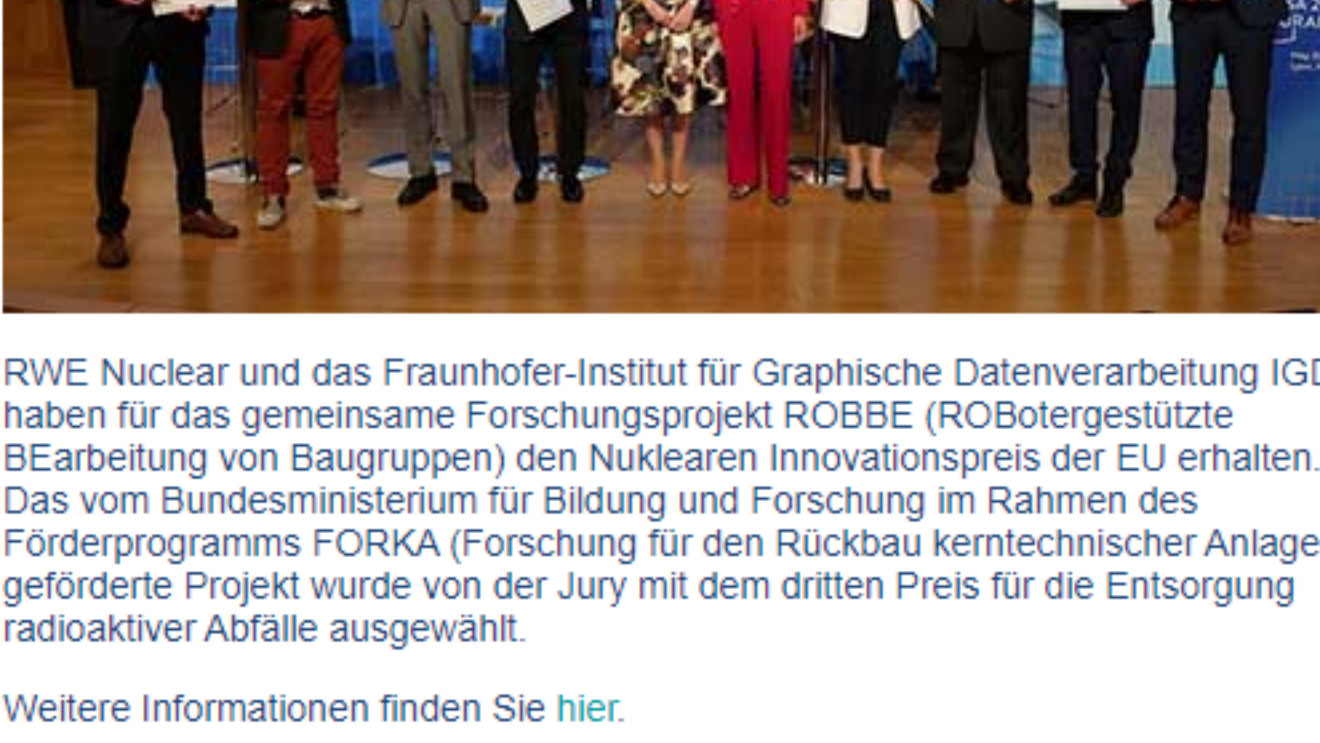 RWE Nuclear und das Fraunhofer-Institut für Graphische Datenverarbeitung IGD
haben für das gemeinsame Forschungsprojekt ROBBE (ROBotergestützte
BEarbeitung von Baugruppen) den Nuklearen Innovationspreis der EU erhalten.
Das vom Bundesministerium für Bildung und Forschung im Rahmen des
Förderprogramms FORKA (Forschung für den Rückbau kerntechnischer Anlage
geförderte Projekt wurde von der Jury mit dem dritten Preis für die Entsorgung
radioaktiver Abfälle ausgewählt.
Weitere Informationen finden Sie hier.